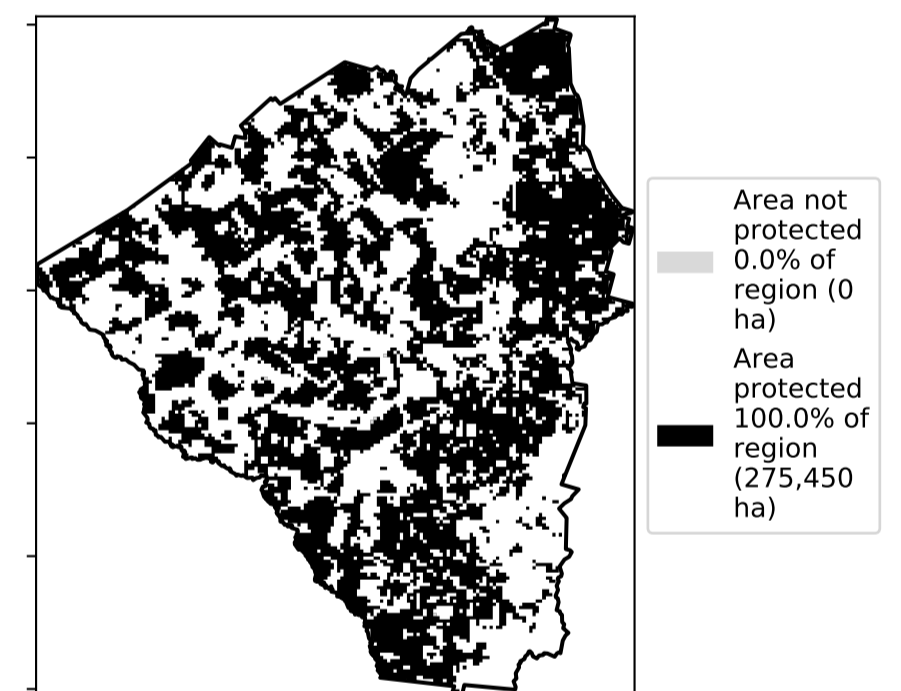 Area not
protected
0.0% of
region (0
ha)
Area
protected
100.0% of
region
(275,450
ha)